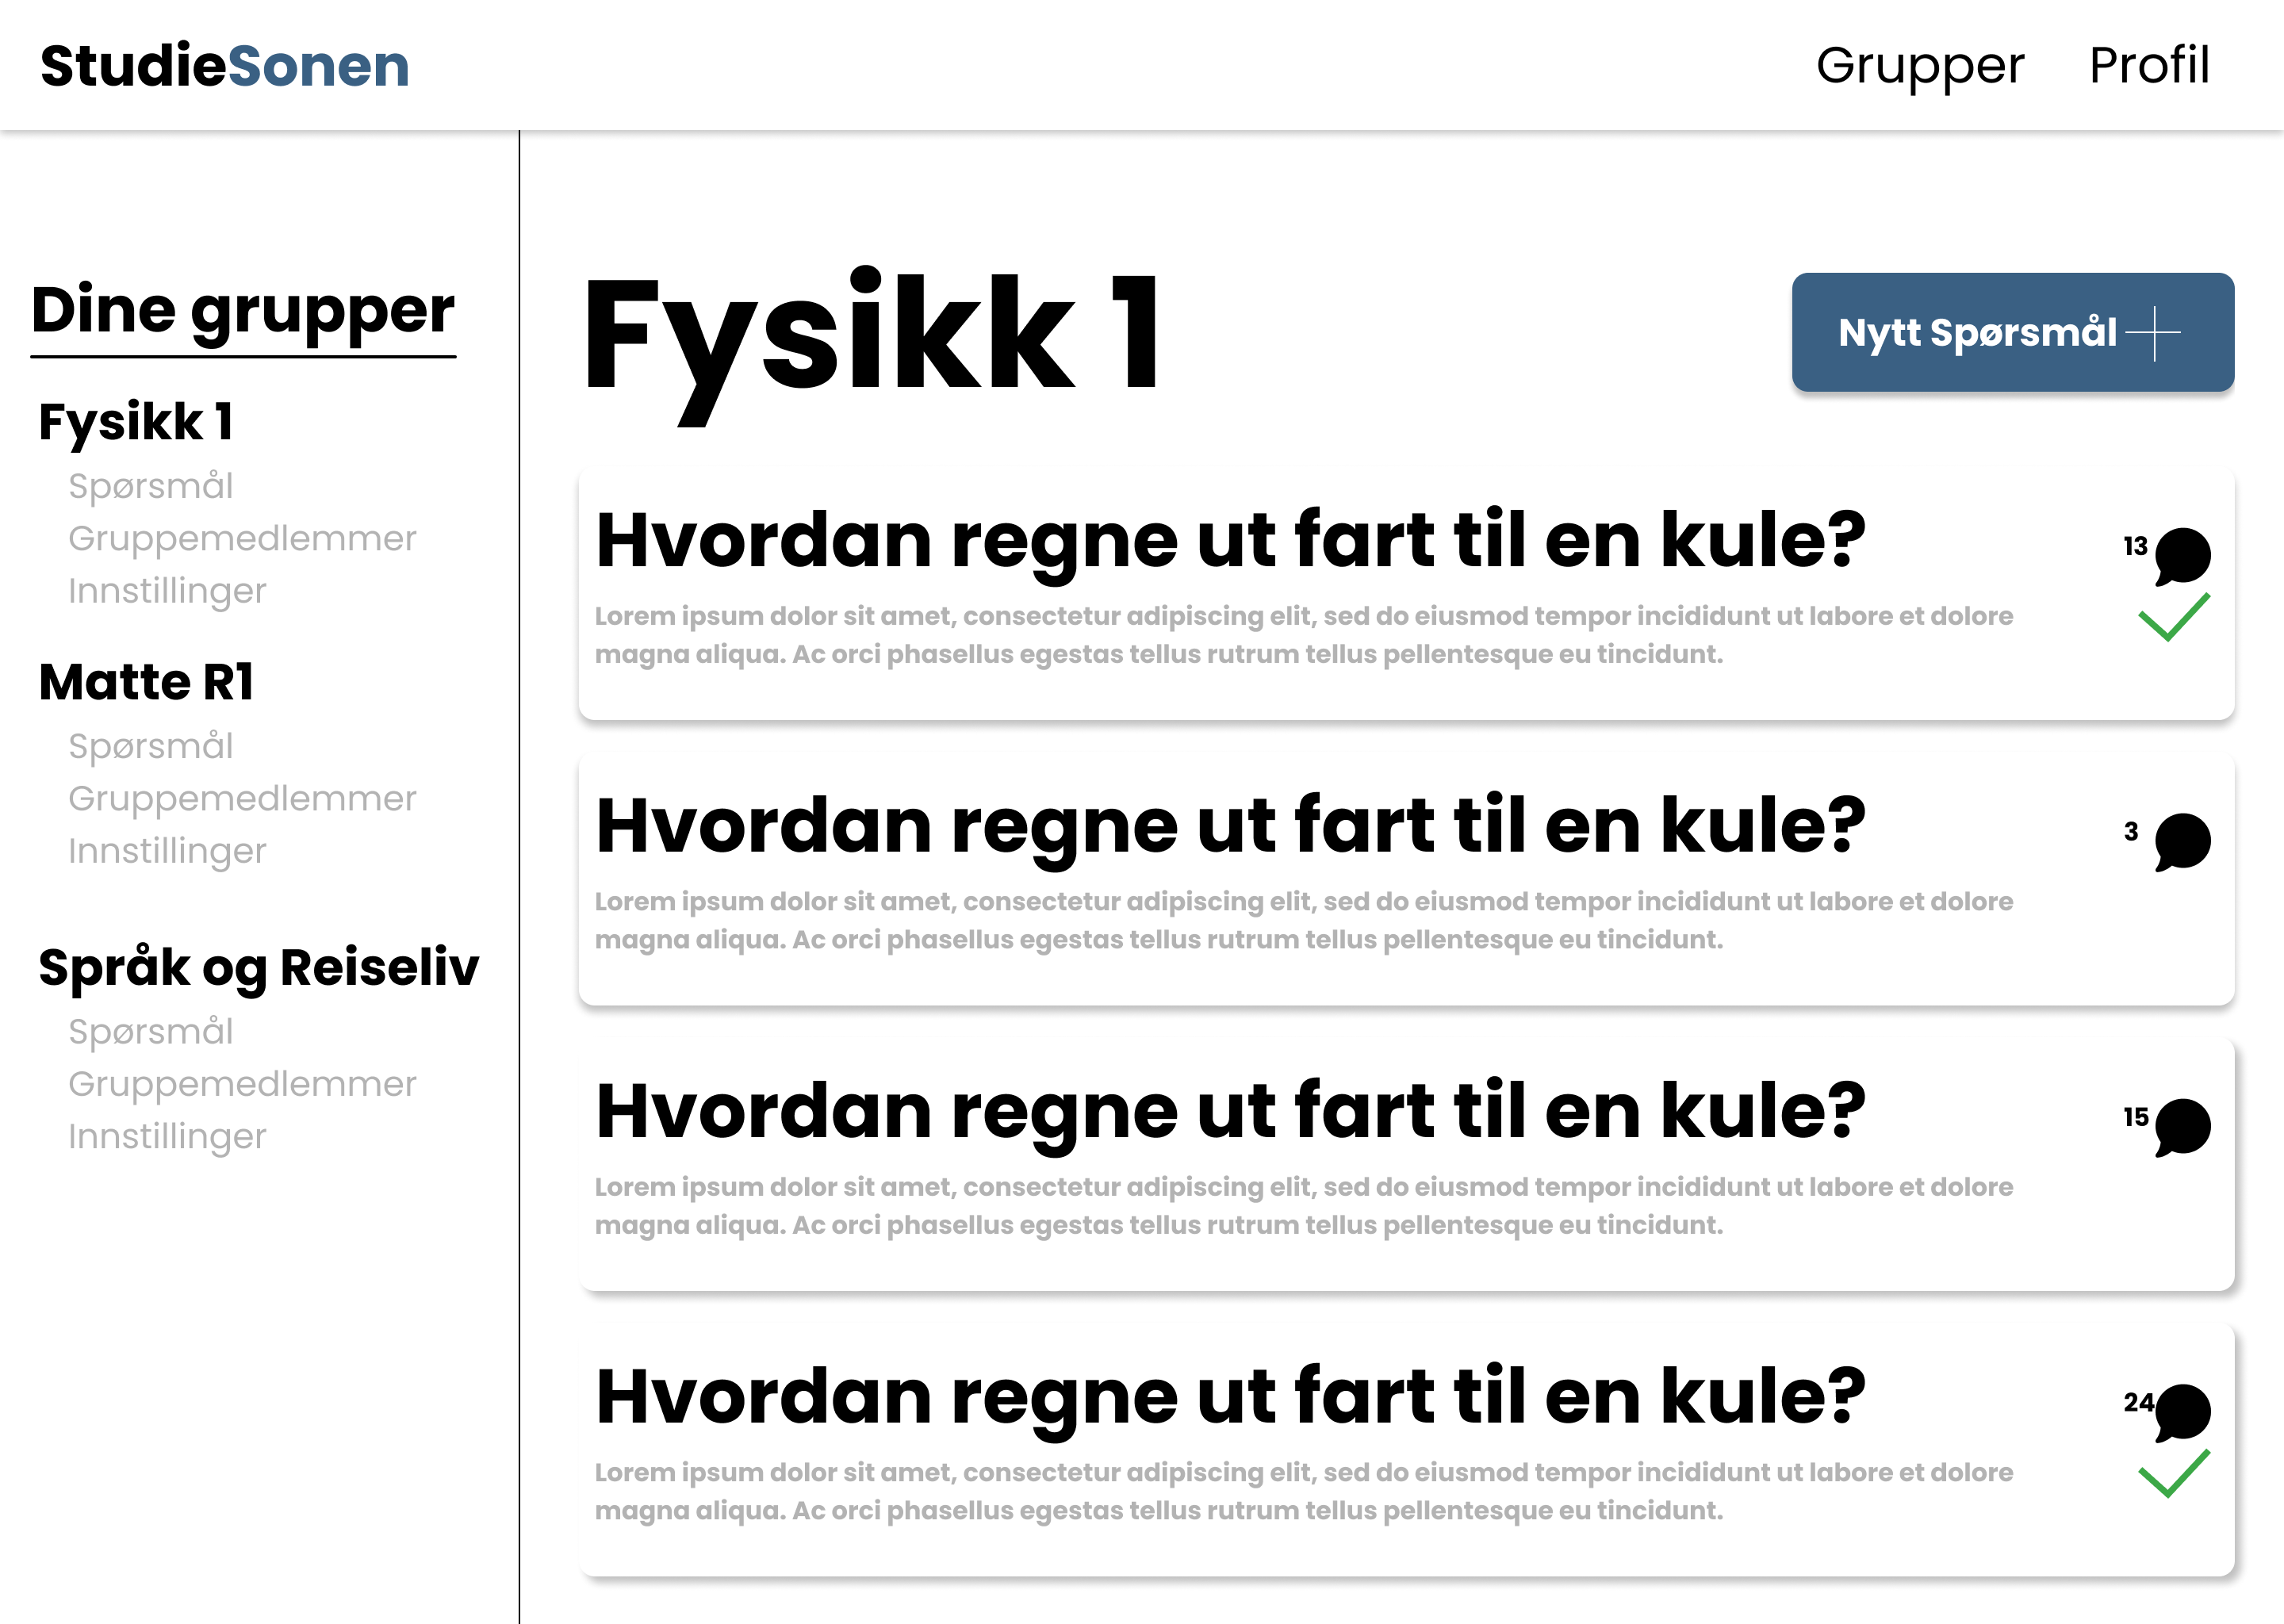 StudieSonen
Grupper
Profil
Dine grupper
Fysikk 1
Spørsmål
Gruppemedlemmer
Innstillinger
Matte R1
Spørsmål
Gruppemedlemmer
Innstillinger
Språk og Reiseliv
Spørsmål
Gruppemedlemmer
Innstillinger
Fysikk 1
Nytt Spørsmål
Hvordan regne ut fart til en kule?
13
Lorem ipsum dolor sit amet, consectetur adipiscing elit, sed do eiusmod tempor incididunt ut labore et dolore
magna aliqua. Ac orci phasellus egestas tellus rutrum tellus pellentesque eu tincidunt.
Hvordan regne ut fart til en kule?
3
Lorem ipsum dolor sit amet, consectetur adipiscing elit, sed do eiusmod tempor incididunt ut labore et dolore
magna aliqua. Ac orci phasellus egestas tellus rutrum tellus pellentesque eu tincidunt.
Hvordan regne ut fart til en kule?
15
Lorem ipsum dolor sit amet, consectetur adipiscing elit, sed do eiusmod tempor incididunt ut labore et dolore
magna aliqua. Ac orci phasellus egestas tellus rutrum tellus pellentesque eu tincidunt.
Hvordan regne ut fart til en kule?
24
Lorem ipsum dolor sit amet, consectetur adipiscing elit, sed do eiusmod tempor incididunt ut labore et dolore
magna aliqua. Ac orci phasellus egestas tellus rutrum tellus pellentesque eu tincidunt.